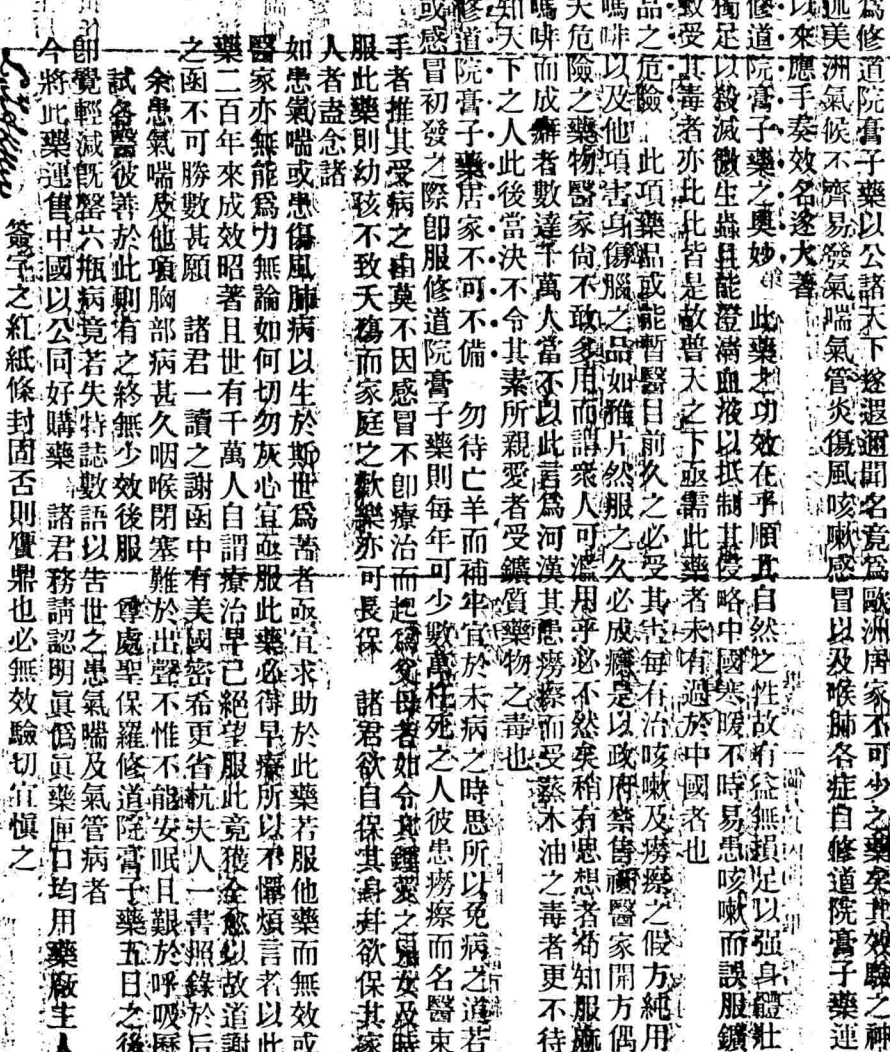 爲修道院膏子藥以公諸天下遂遐邇聞名竟爲歐洲居家不可少之藥矣其效驗之神
美洲氣候不齊易發氣喘氣管炎傷風咳嗽感冒以及喉肺各症自修道院膏子藥連
以來應手奏效名遂大著
修道院膏子藥之奧妙 此藥之功效在乎順其自然之性故有益無損足以强身體壯
獨足以殺滅微生蟲且能澄淸血液以抵制其侵略中國寒暖不時易患咳嗽而誤服鑛
受其毒者亦比比皆是故普天之下亟需此藥者未有過於中國者也
品之危險 此項藥品或能暫醫目前久之必受其害每有治咳嗽及癆瘵之假方純用
嗎啡以及他項害身傷腦之品如雅片然服之久必成癮是以政府禁售醫家開方偶
天危險之藥物醫家尙不敢多用而謂衆人可濫用乎必不然矣稍有思想者苟知服
嗎啡而成癖者數達千萬人當不以此言爲河漢其患癆瘵而受蒸木油之毒者更不待
知天下之人此後當決不令其素所親愛者受鑛質藥物之毒也
修道院膏子藥居家不可不備 勿待亡羊而補牢宜於未病之時思所以免病之道若
或感冒初發之際卽服修道院膏子藥則每年可少數萬枉死之人彼患癆瘵而名醫束
手者推其受病之由莫不因感冒不卽療治而起爲父母者如令其鍾愛之兒女及時
服此藥則幼孩不致夭殤而家庭之歡樂亦可長保 諸君欲自保其身幷欲保其家
人者盍念諸
如患氣喘或患傷風肺病以生於斯世爲苦者亟宜求助於此藥若服他藥而無效或
醫家亦無能爲力無論如何切勿灰心宜亟服此藥必得早療所以不憚煩言者以此
藥二百年來成效昭著且世有千萬人自謂療治早已絕望服此竟獲全愈以故道謝
之函不可勝數甚願 諸君一讀之謝函中有美國密希更省杭夫人一書照錄於后
余患氣喘及他項胸部病甚久咽喉閉塞難於出聲不惟不能安眠且艱於呼吸歷
試各醫彼善於此則有之終無少效後服 尊處聖保羅修道院膏子藥五日之後
卽覺輕減旣罄六瓶病竟若失特誌數語以告世之患氣喘及氣管病者
今將此藥運售中國以公同好購藥 諸君務請認明眞僞眞藥匣口均用藥廠主人
簽字之紅紙條封固否則贗鼎也必無效驗切宜愼之